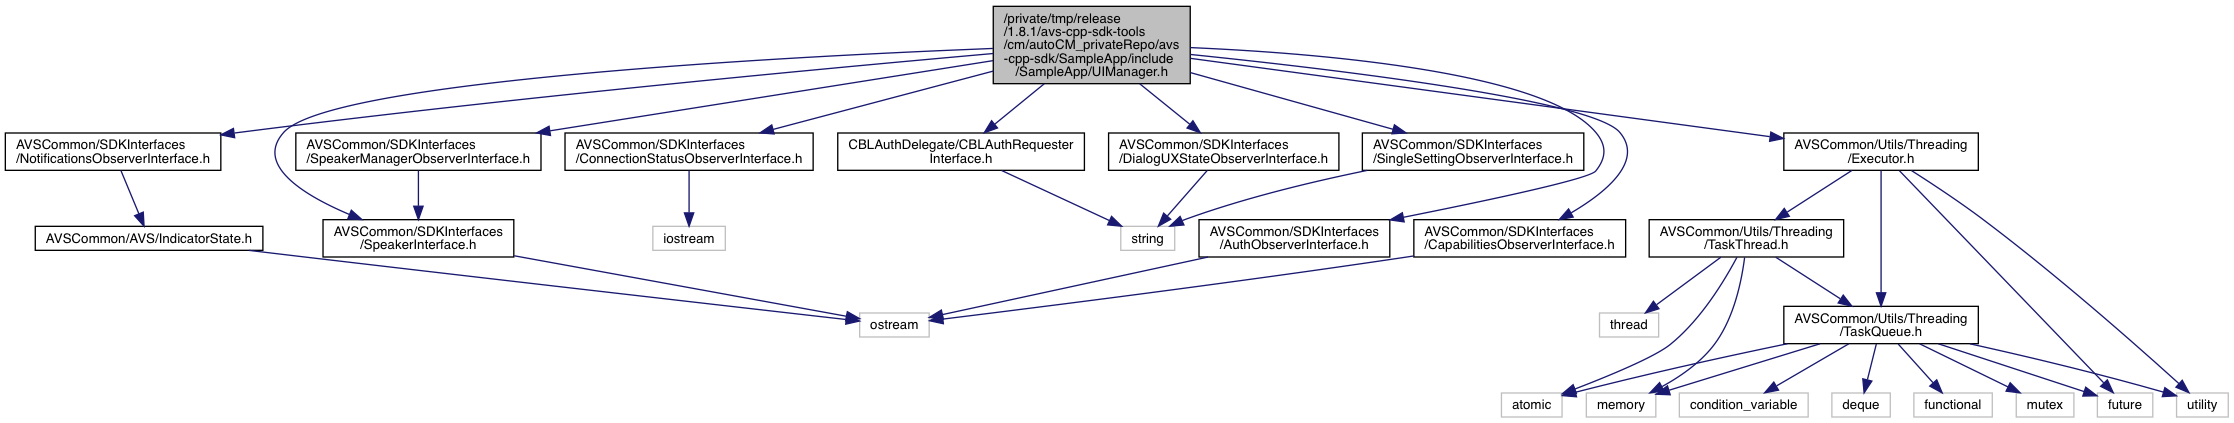 /private/tmp/release
/1.8.1/avs-cpp-sdk-tools
/cm/autoCM_privateRepo/avs
-cpp-sdk/SampleApp/include
/SampleApp/UIManager.h
AVSCommon/SDKInterfaces
/NotificationsObserverInterface.h
AVSCommon/SDKInterfaces
/SpeakerManagerObserverInterface.h
AVSCommon/SDKInterfaces
/ConnectionStatusObserverInterface.h
CBLAuthDelegate/CBLAuthRequester
Interface.h
AVSCommon/SDKInterfaces
/DialogUXStateObserverInterface.h
AVSCommon/SDKInterfaces
/SingleSettingObserverInterface.h
AVSCommon/Utils/Threading
/Executor.h
AVSCommon/AVS/IndicatorState.h
AVSCommon/SDKInterfaces
/SpeakerInterface.h
iostream
string
AVSCommon/SDKInterfaces
/AuthObserverInterface.h
AVSCommon/SDKInterfaces
/CapabilitiesObserverInterface.h
AVSCommon/Utils/Threading
/TaskThread.h
ostream
thread
AVSCommon/Utils/Threading
/TaskQueue.h
atomic
memory
condition_variable
deque
functional
mutex
future
utility